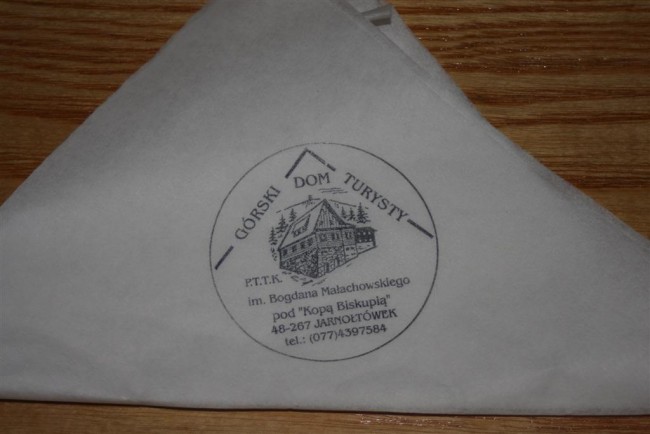 GÓRSKI DOM TURYSTY
P.T.T.K.
im. Bogdana Małachowskiego
pod "Kopą Biskupią"
48-267 JARNOŁTÓWEK
tel.: (077)4397584